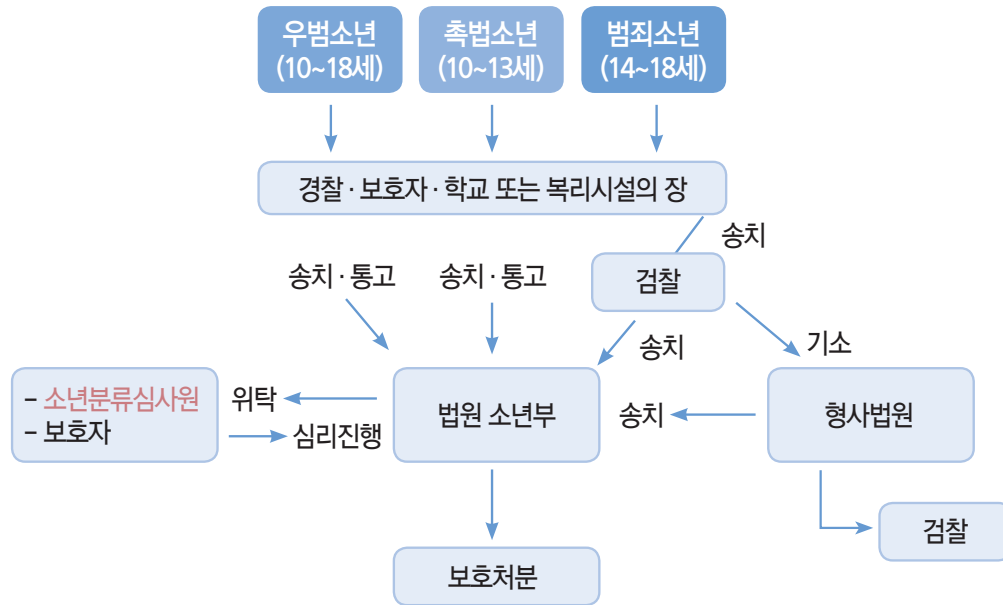 우범소년
(10~18세)
촉법소년
(10~13세)
범죄소년
(14~18세)
경찰 · 보호자 · 학교 또는 복리시설의 장
송치
송치 · 통고
송치 · 통고
검찰
송치
기소
– 소년분류심사원
– 보호자
위탁
심리진행
법원 소년부
송치
형사법원
검찰
보호처분